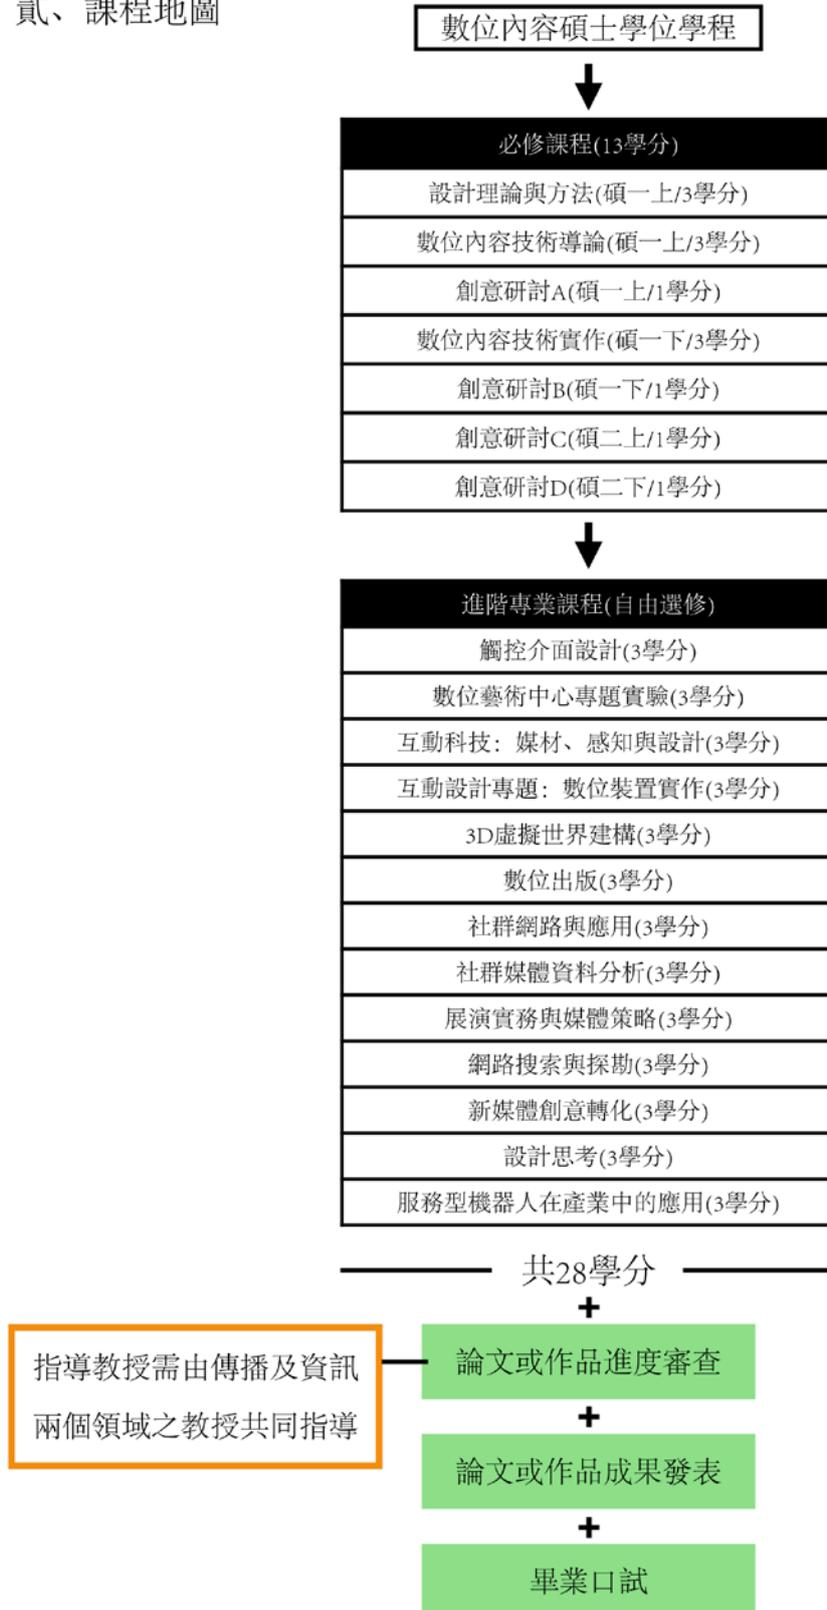 貳、課程地圖
數位內容碩士學位學程
必修課程(13學分)
設計理論與方法(碩一上/3學分)
數位內容技術導論(碩一上/3學分)
創意研討A(碩一上/1學分)
數位內容技術實作(碩一下/3學分)
創意研討B(碩一下/1學分)
創意研討C(碩二上/1學分)
創意研討D(碩二下/1學分)
進階專業課程(自由選修)
觸控介面設計(3學分)
數位藝術中心專題實驗(3學分)
互動科技：媒材、感知與設計(3學分)
互動設計專題：數位裝置實作(3學分)
3D虛擬世界建構(3學分)
數位出版(3學分)
社群網路與應用(3學分)
社群媒體資料分析(3學分)
展演實務與媒體策略(3學分)
網路搜索與探勘(3學分)
新媒體創意轉化(3學分)
設計思考(3學分)
服務型機器人在產業中的應用(3學分)
共28學分
+
論文或作品進度審查
指導教授需由傳播及資訊
兩個領域之教授共同指導
+
論文或作品成果發表
+
畢業口試